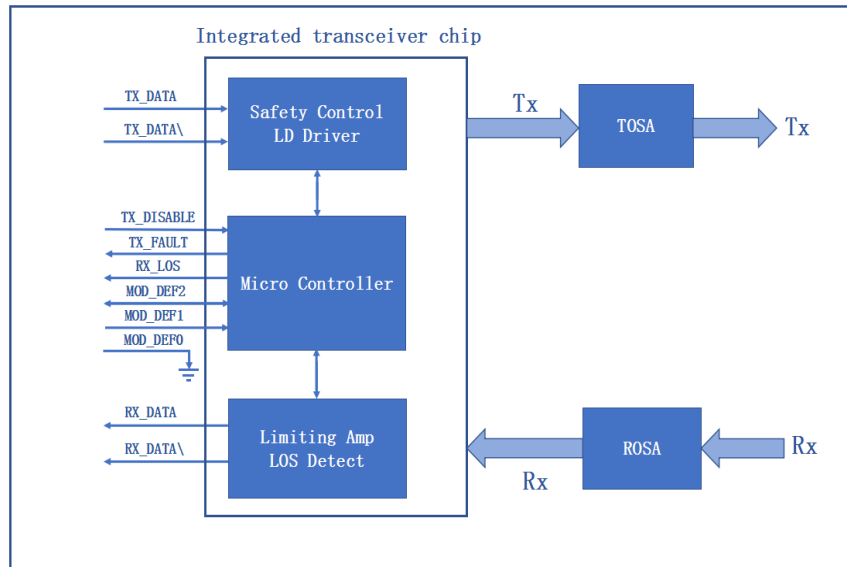 Integrated transceiver chip
TX_DATA
TX_DATA\
Safety Control
LD Driver
Tx
TOSA
Tx
TX_DISABLE
TX_FAULT
RX_LOS
MOD_DEF2
MOD_DEF1
MOD_DEF0
Micro Controller
RX_DATA
RX_DATA\
Limiting Amp
LOS Detect
Rx
ROSA
Rx